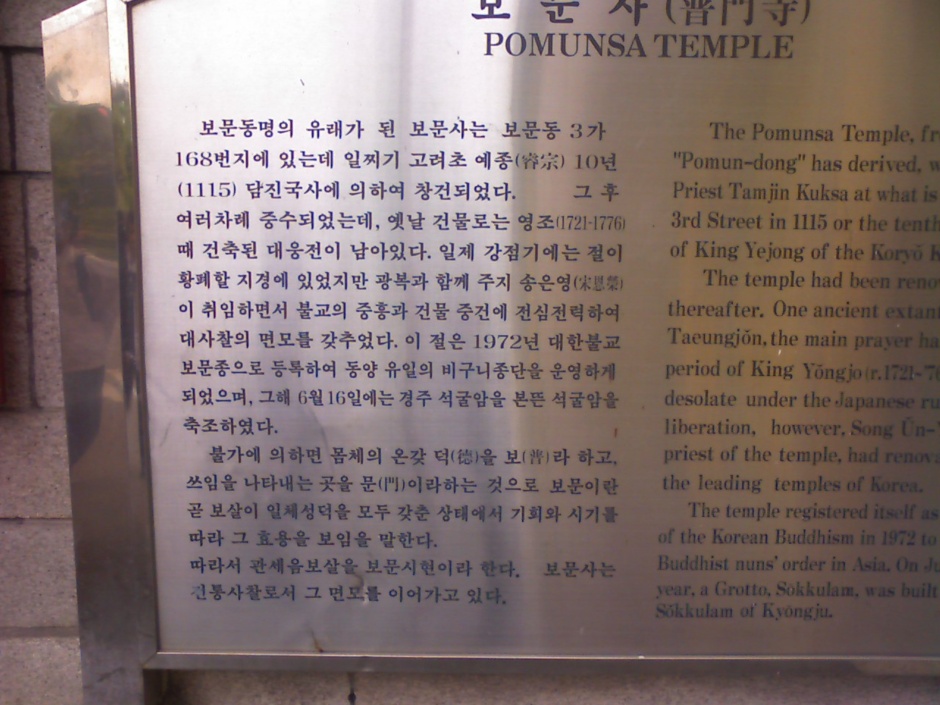 보문사 (普門寺)
POMUNSA TEMPLE
보문동명의 유래가 된 보문사는 보문동 3가
168번지에 있는데 일찌기 고려초 예종(睿宗) 10년
(1115) 담진국사에 의하여 창건되었다. 그 후
여러차례 중수되었는데, 옛날 건물로는 영조(1721-1776)
때 건축된 대웅전이 남아있다. 일제 강점기에는 절이
황폐할 지경에 있었지만 광복과 함께 주지 송은영(宋恩榮)
이 취임하면서 불교의 중흥과 건물 중건에 전심전력하여
대사찰의 면모를 갖추었다. 이 절은 1972년 대한불교
보문종으로 등록하여 동양 유일의 비구니종단을 운영하게
되었으며, 그해 6월 16일에는 경주 석굴암을 본뜬 석굴암을
축조하였다.
불가에 의하면 몸체의 온갖 덕(德)을 보(普)라 하고,
쓰임을 나타내는 곳을 문(門)이라하는 것으로 보문이란
곧 보살이 일체성덕을 모두 갖춘 상태에서 기회와 시기를
따라 그 효용을 보임을 말한다.
따라서 관세음보살을 보문시현이라 한다. 보문사는
전통사찰로서 그 면모를 이어가고 있다.
The Pomunsa Temple,
"Pomun-dong" has derived,
Priest Tamjin Kuksa at what is
3rd Street in 1115 or the tenth
of King Yejong of the Koryŏ
The temple had been
thereafter. One ancient
Taeungjŏn, the main prayer
period of King Yŏngjo (r.1721-
desolate under the Japanese
liberation, however, Song Ŭn-
priest of the temple, had
the leading temples of Korea.
The temple registered itself as
of the Korean Buddhism in 1972 to
Buddhist nuns' order in Asia. On
year, a Grotto, Sŏkkulam, was built
Sŏkkulam of Kyŏngju.